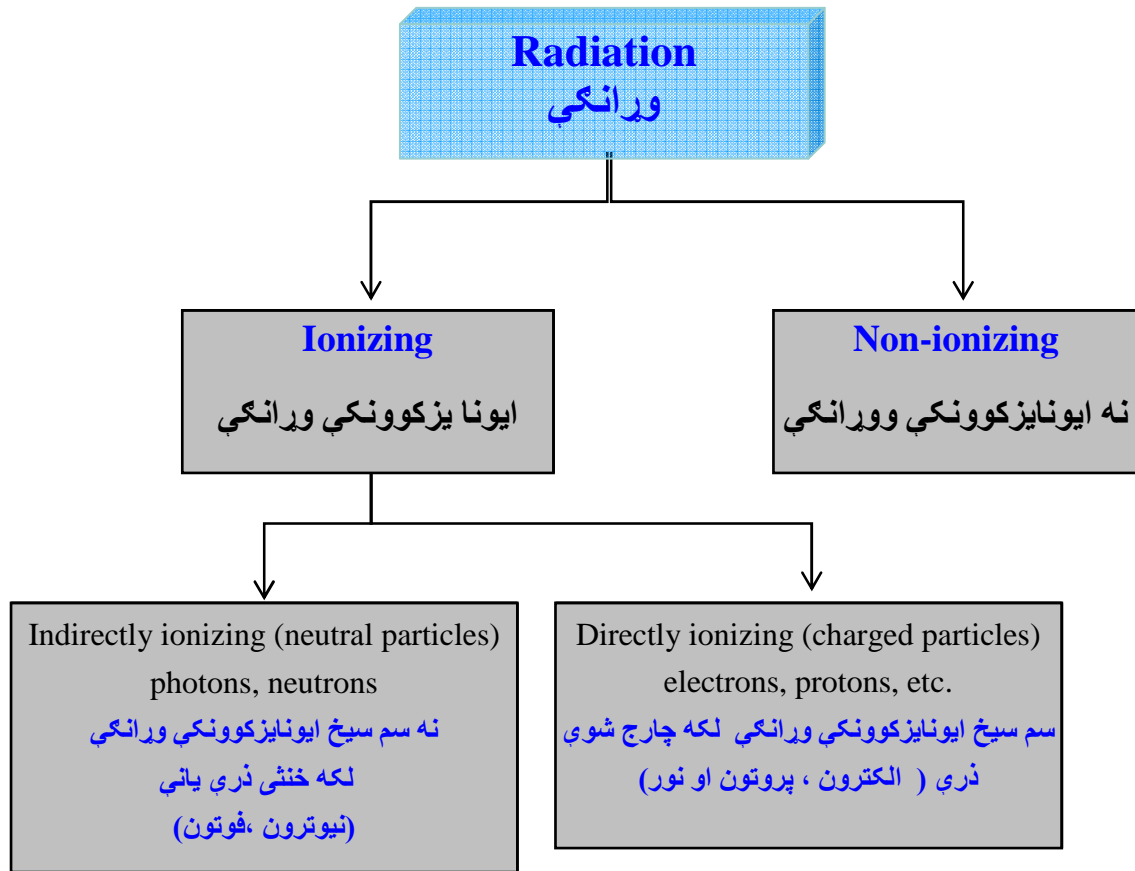 Radiation
وړانګې
Ionizing
ایونا یزکوونکې وړانګې
Non-ionizing
نه ایونایزکوونکې ووړانګې
Indirectly ionizing (neutral particles)
photons, neutrons
نه سم سیخ ایونایزکوونکې وړانګې
لکه خنثی ذرې یانې
(نیوترون ،فوتون)
Directly ionizing (charged particles)
electrons, protons, etc.
سم سیخ ایونایزکوونکې وړانګې لکه چارج شوې
ذرې ( الکترون ، پروتون او نور)